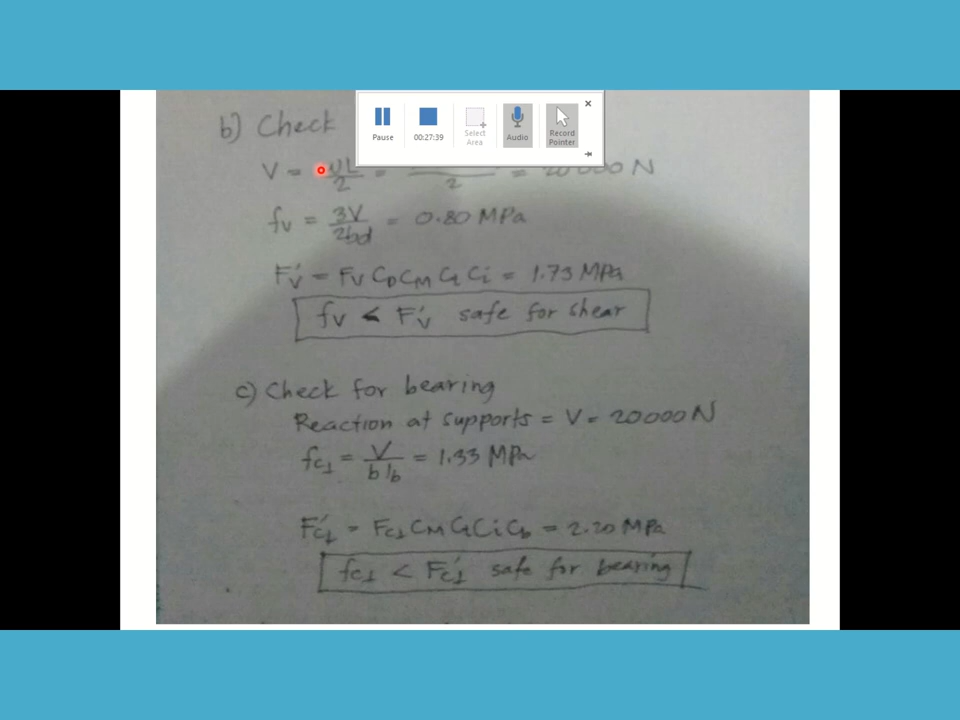 Pause
00:27:39
Select
Area
Audio
Record
Pointer
b) Check
V = wL/2 = /2 = 20000 N
fv = 3V/2bd = 0.80 MPa
F'v = Fv CD CM Ct Ci = 1.73 MPa
fv < F'v safe for shear
c) Check for bearing
Reaction at supports = V = 20000 N
fc⊥ = V/b lb = 1.33 MPa
F'c⊥ = Fc⊥ CM Ct Ci Cb = 2.20 MPa
fc⊥ < F'c⊥ safe for bearing